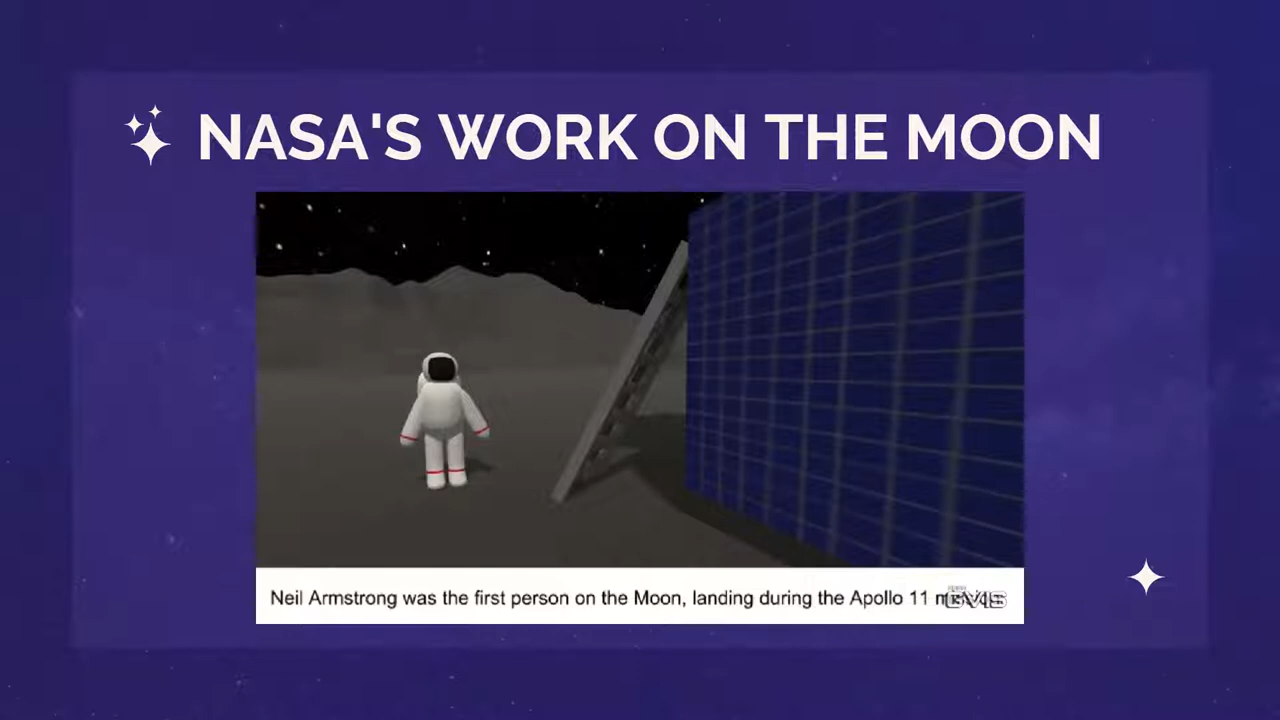 NASA'S WORK ON THE MOON
Neil Armstrong was the first person on the Moon, landing during the Apollo 11